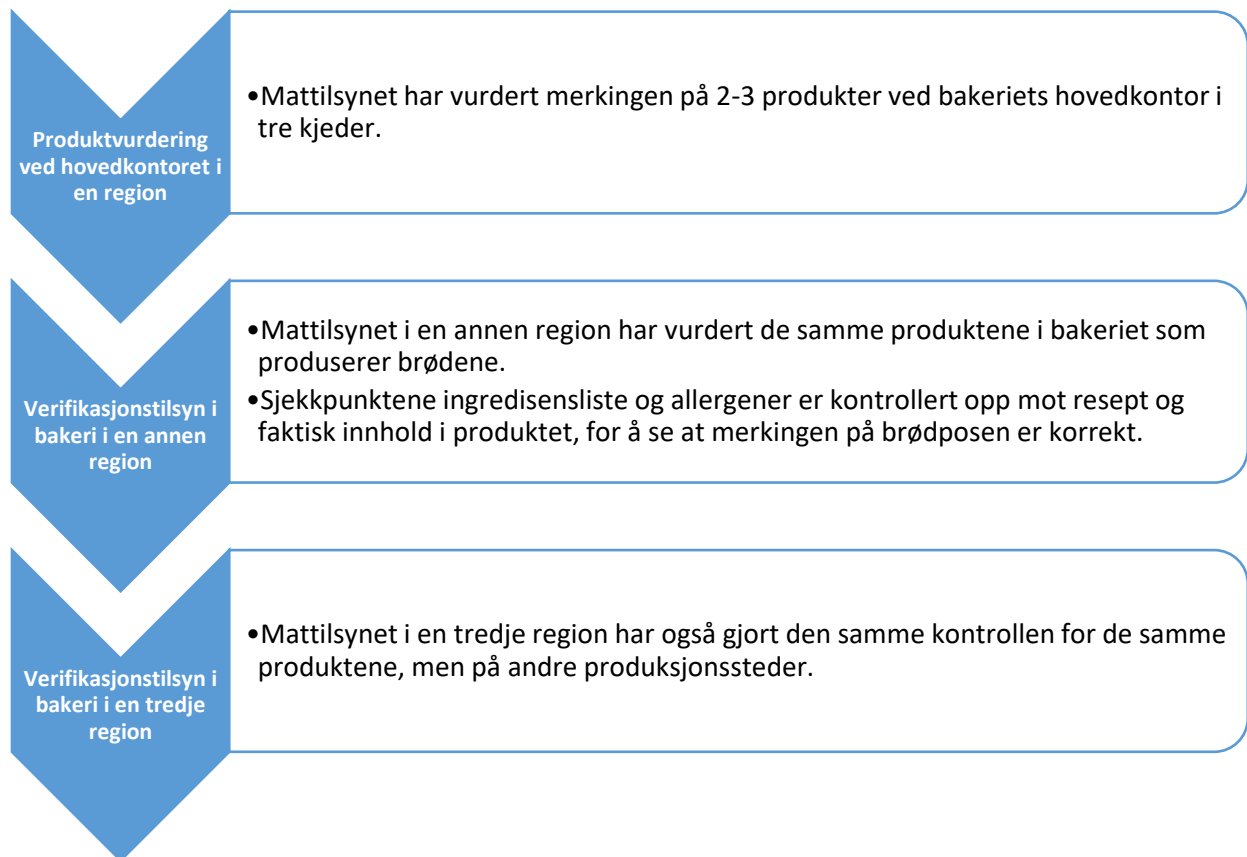 Produktvurdering
ved hovedkontoret i
en region
•Mattilsynet har vurdert merkingen på 2-3 produkter ved bakeriets hovedkontor i
tre kjeder.
Verifikasjonstilsyn i
bakeri i en annen
region
•Mattilsynet i en annen region har vurdert de samme produktene i bakeriet som
produserer brødene.
•Sjekkpunktene ingredisensliste og allergener er kontrollert opp mot resept og
faktisk innhold i produktet, for å se at merkingen på brødposen er korrekt.
Verifikasjonstilsyn i
bakeri i en tredje
region
•Mattilsynet i en tredje region har også gjort den samme kontrollen for de samme
produktene, men på andre produksjonssteder.